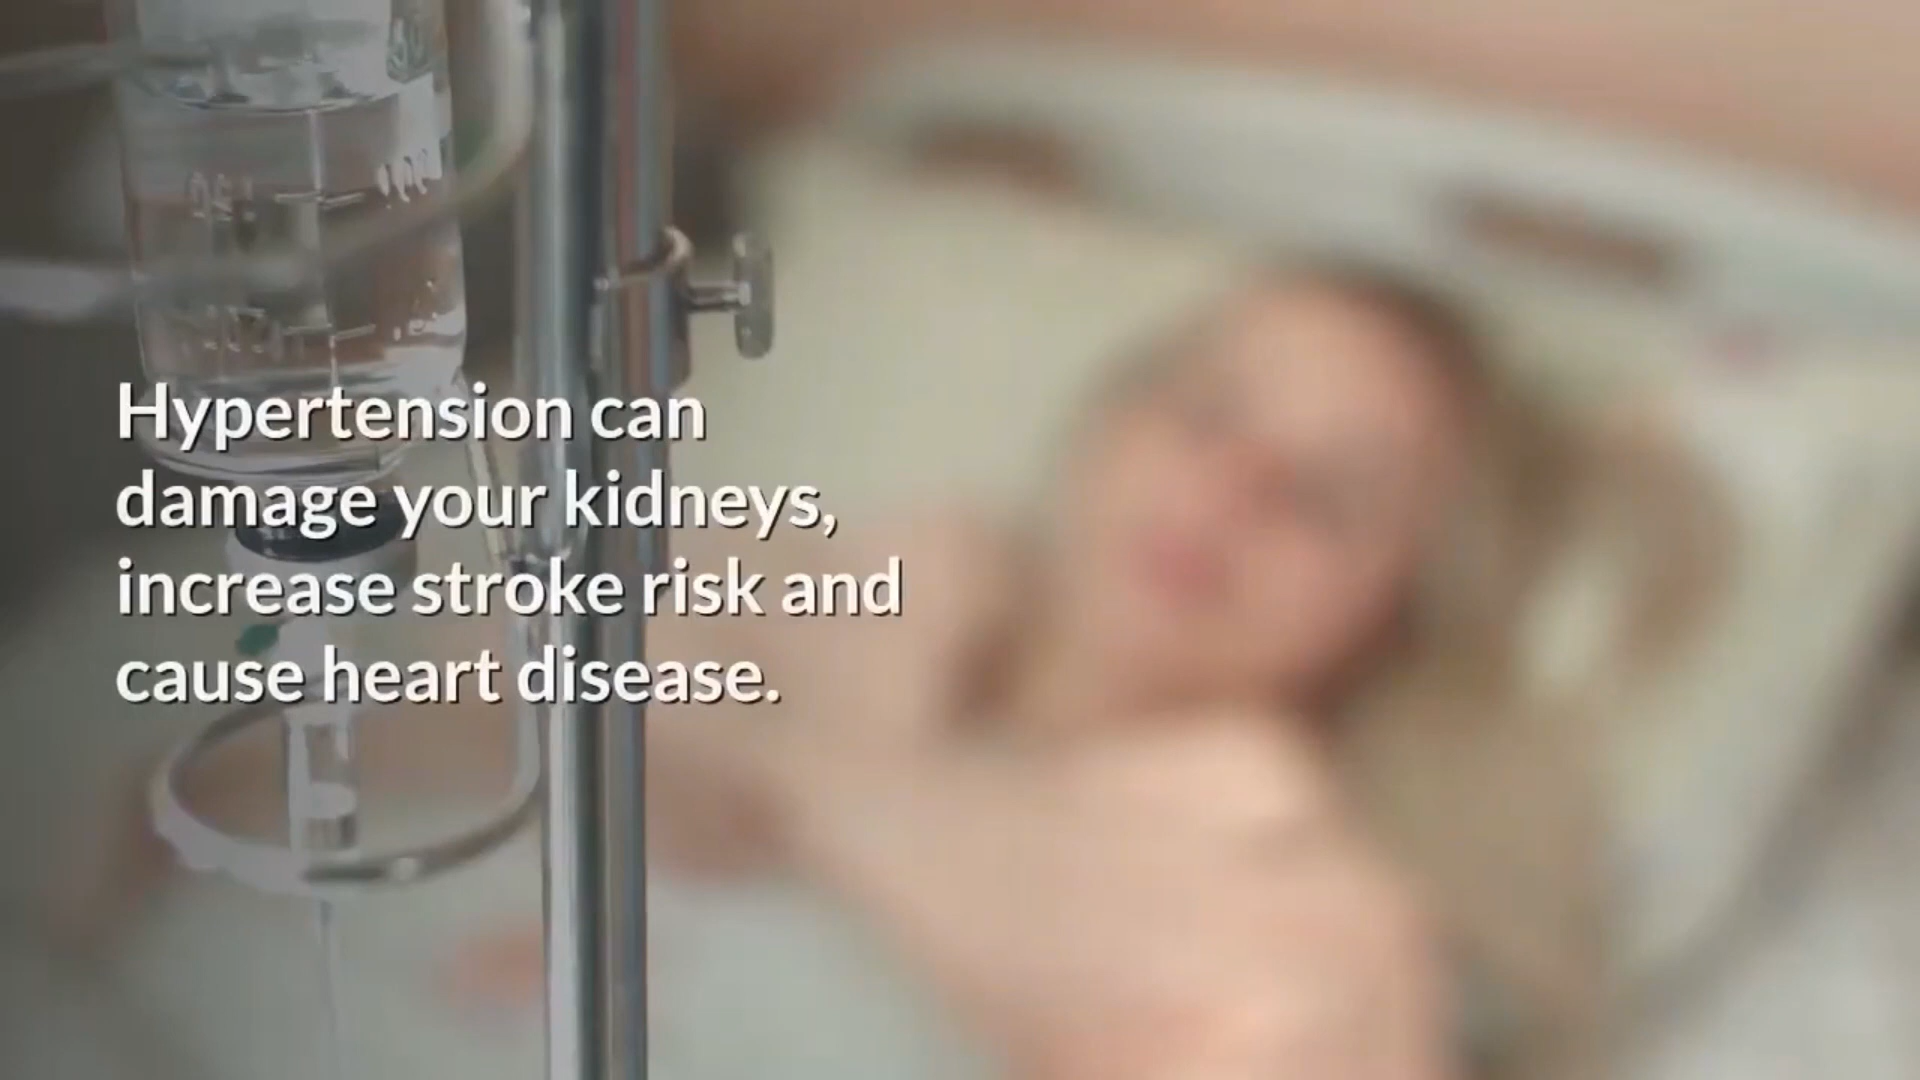 Hypertension can
damage your kidneys,
increase stroke risk and
cause heart disease.